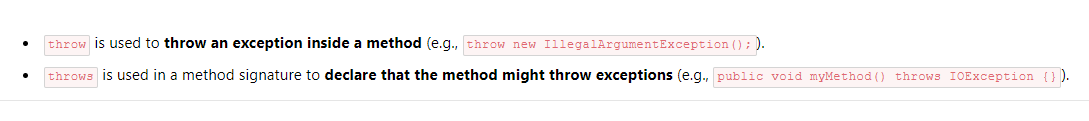 • throw is used to throw an exception inside a method (e.g., throw new IllegalArgumentException();).
• throws is used in a method signature to declare that the method might throw exceptions (e.g., public void myMethod() throws IOException {}).